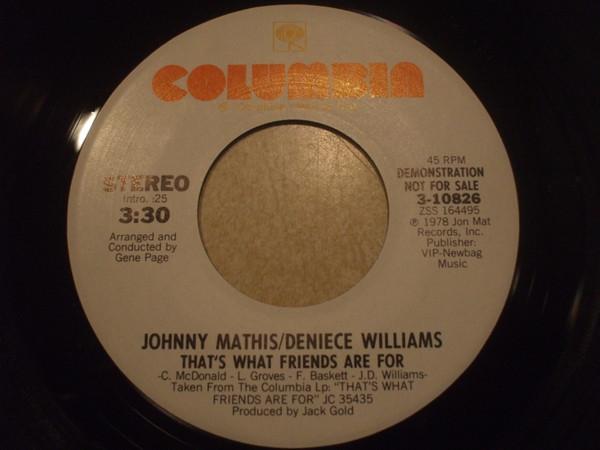 COLUMBIA
STEREO
Intro. :25
3:30
Arranged and
Conducted by
Gene Page
45 RPM
DEMONSTRATION
NOT FOR SALE
3-10826
ZSS 164495
℗ 1978 Jon Mat
Records, Inc.
Publisher:
VIP-Newbag
Music
JOHNNY MATHIS/DENIECE WILLIAMS
THAT'S WHAT FRIENDS ARE FOR
-C. McDonald - L. Groves - F. Baskett - J.D. Williams-
Taken From The Columbia Lp: "THAT'S WHAT
FRIENDS ARE FOR" JC 35435
Produced by Jack Gold